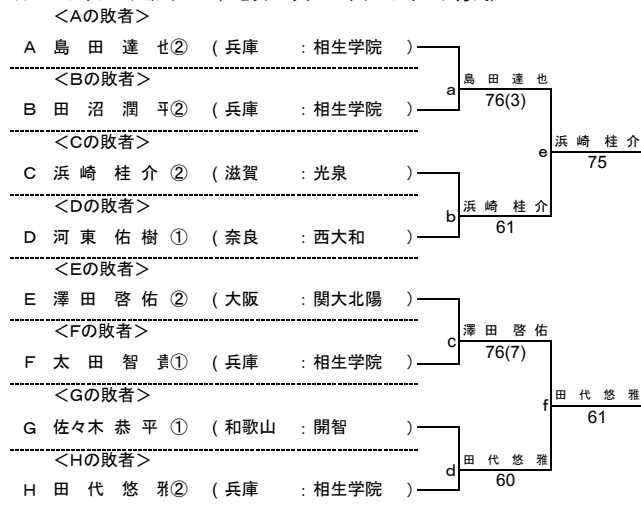 <Aの敗者>
A 島 田 達 也② ( 兵庫 : 相生学院 )
<Bの敗者>
a 島 田 達 也
76(3)
B 田 沼 潤 平② ( 兵庫 : 相生学院 )
<Cの敗者>
e 浜 崎 桂 介
75
C 浜 崎 桂 介 ② ( 滋賀 : 光泉 )
<Dの敗者>
b 浜 崎 桂 介
61
D 河 東 佑 樹 ① ( 奈良 : 西大和 )
<Eの敗者>
E 澤 田 啓 佑 ② ( 大阪 : 関大北陽 )
<Fの敗者>
c 澤 田 啓 佑
76(7)
F 太 田 智 貴① ( 兵庫 : 相生学院 )
<Gの敗者>
f 田 代 悠 雅
61
G 佐々木 恭 平 ① ( 和歌山 : 開智 )
<Hの敗者>
d 田 代 悠 雅
60
H 田 代 悠 雅② ( 兵庫 : 相生学院 )